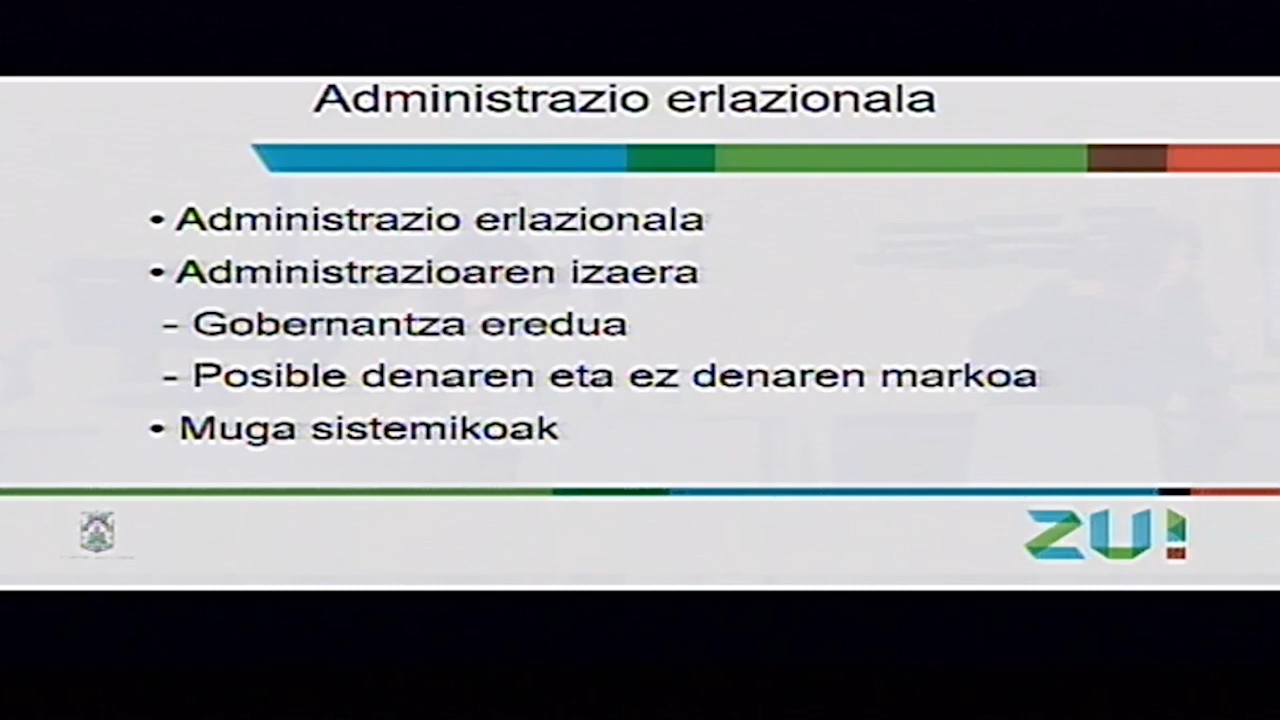 Administrazio erlazionala
• Administrazio erlazionala
• Administrazioaren izaera
- Gobernantza eredua
- Posible denaren eta ez denaren markoa
• Muga sistemikoak
ZU!